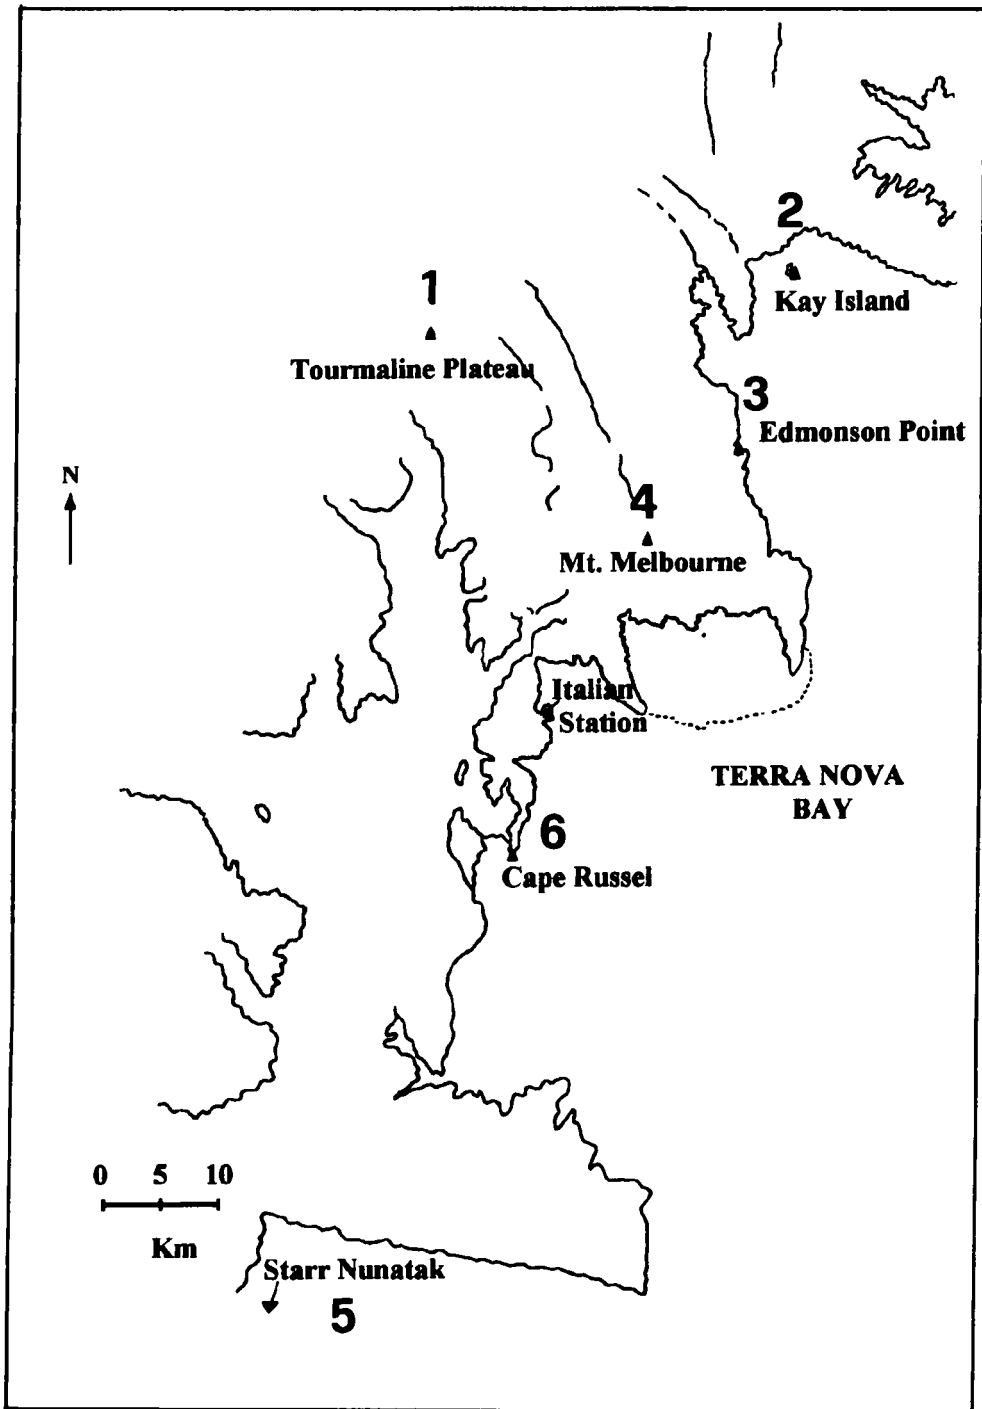 2
Kay Island
1
Tourmaline Plateau
3
Edmonson Point
N
4
Mt. Melbourne
Italian
Station
TERRA NOVA
BAY
6
Cape Russel
0 5 10
Km
Starr Nunatak
5